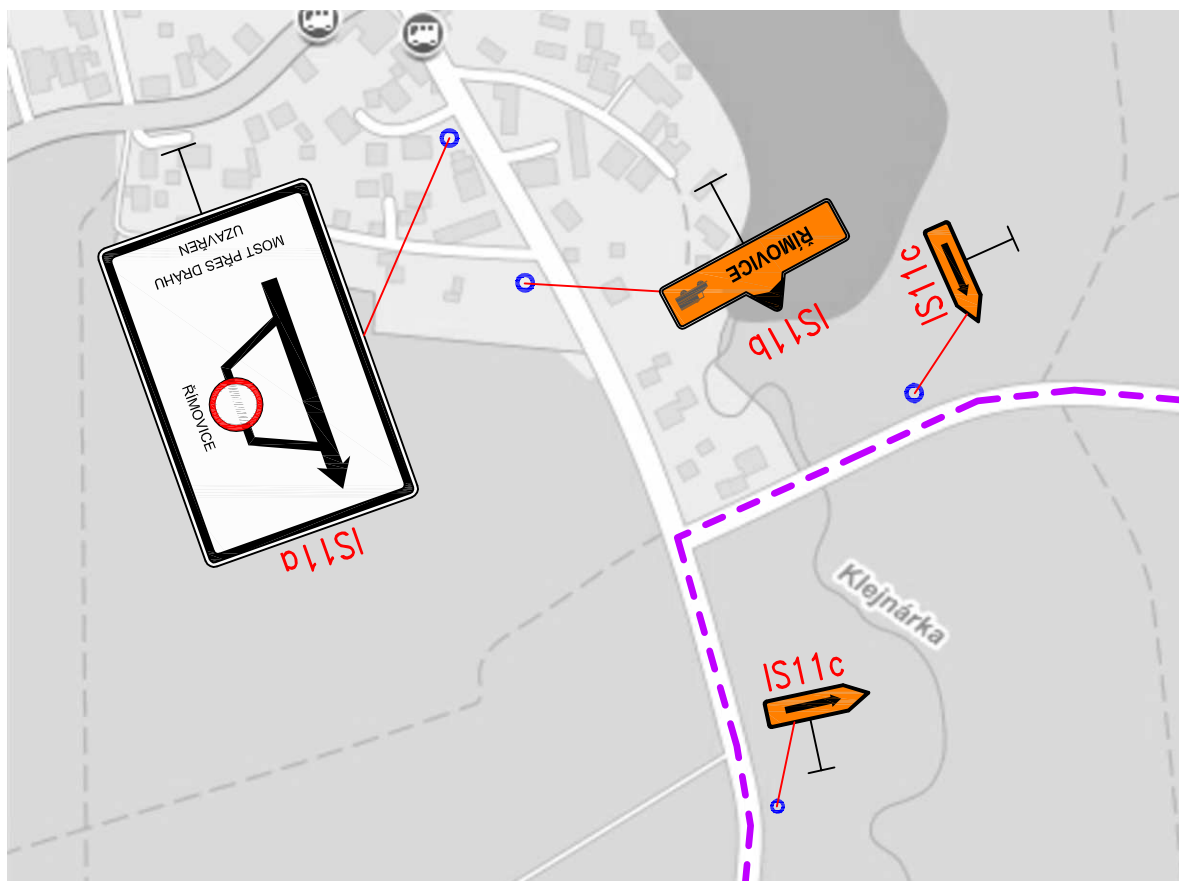 MOST PŘES DRÁHU
UZAVŘEN
ŘÍMOVICE
IS11a
ŘÍMOVICE
IS11b
IS11c
Klejnárka
IS11c